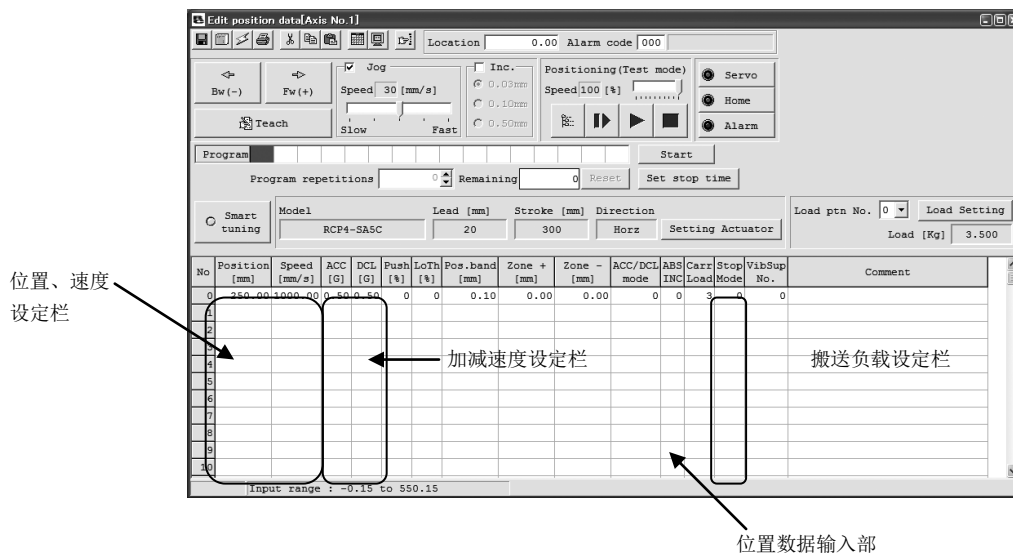 Edit position data[Axis No.1]
Location 0.00 Alarm code 000
Bw(-) Fw(+)
Teach
Jog
Speed 30 [mm/s]
Slow Fast
Inc.
0.03mm
0.10mm
0.50mm
Positioning(Test mode)
Speed 100 [%]
Servo
Home
Alarm
Program Start
Program repetitions 0 Remaining 0 Reset Set stop time
Smart tuning
Model Lead [mm] Stroke [mm] Direction
RCP4-SA5C 20 300 Horz Setting Actuator
Load ptn No. 0 Load Setting
Load [Kg] 3.500
No Position [mm] Speed [mm/s] ACC [G] DCL [G] Push [%] LoTh [%] Pos.band [mm] Zone + [mm] Zone - [mm] ACC/DCL mode ABS INC Carr Load Stop Mode VibSup No. Comment
0 250.00 1000.00 0.50 0.50 0 0 0.10 0.00 0.00 0 0 3 0 0
1
2
3
4
5
6
7
8
9
10
Input range : -0.15 to 550.15
位置、速度
设定栏
加减速度设定栏
搬送负载设定栏
位置数据输入部